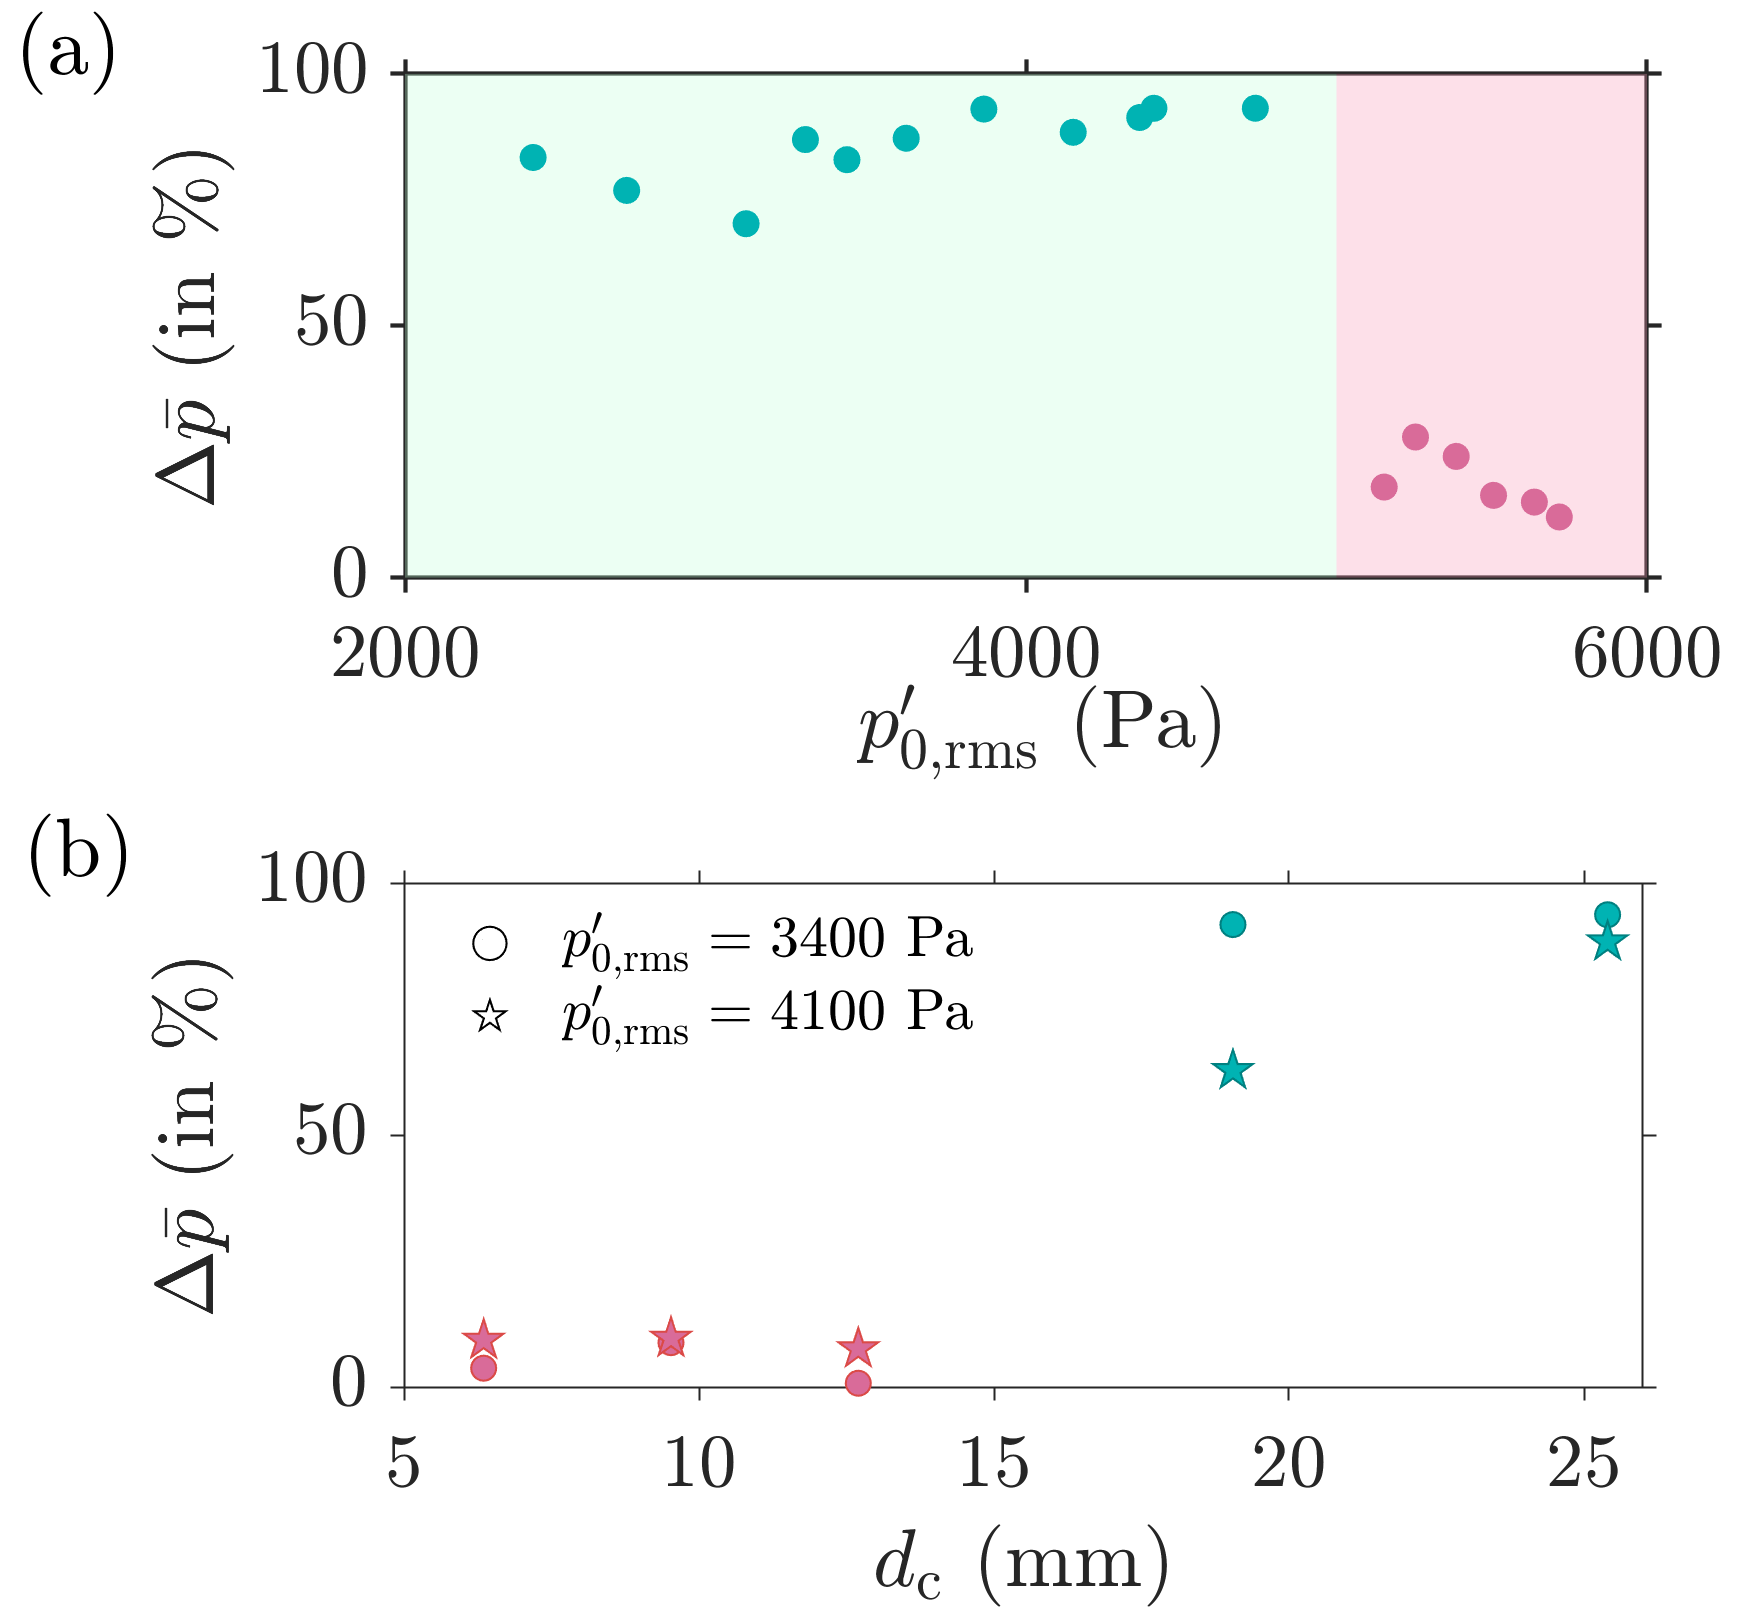 (a)
100
50
0
Δp̄ (in %)
2000 4000 6000
p′0,rms (Pa)
(b)
100
50
0
Δp̄ (in %)
p′0,rms = 3400 Pa
p′0,rms = 4100 Pa
5 10 15 20 25
dc (mm)